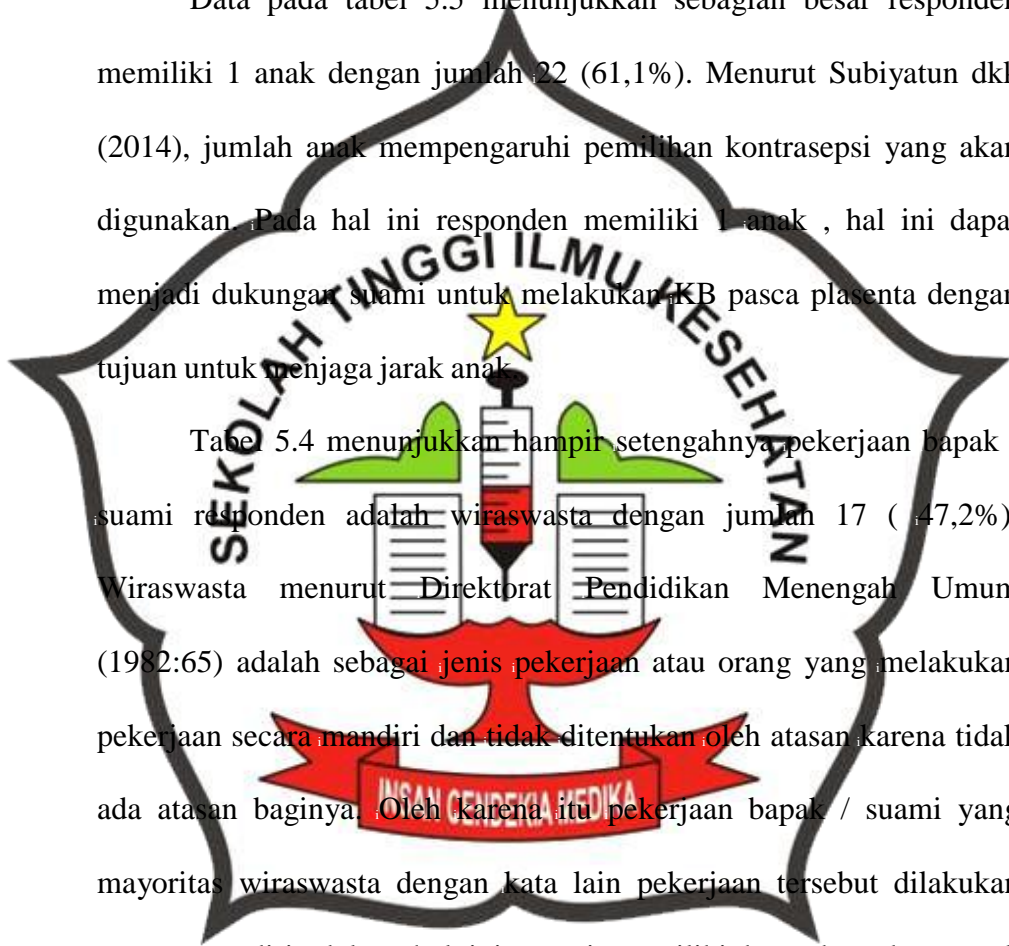 Data pada tabel 5.5 menunjukkan sebagian besar responden
memiliki 1 anak dengan jumlah 22 (61,1%). Menurut Subiyatun dkk
(2014), jumlah anak mempengaruhi pemilihan kontrasepsi yang akan
digunakan. Pada hal ini responden memiliki 1 anak , hal ini dapa
menjadi dukungan suami untuk melakukan KB pasca plasenta dengan
tujuan untuk menjaga jarak anak.
Tabel 5.4 menunjukkan hampir setengahnya pekerjaan bapak
suami responden adalah wiraswasta dengan jumlah 17 ( 47,2%)
Wiraswasta menurut Direktorat Pendidikan Menengah Umum
(1982:65) adalah sebagai jenis pekerjaan atau orang yang melakukan
pekerjaan secara mandiri dan tidak ditentukan oleh atasan karena tidak
ada atasan baginya. Oleh karena itu pekerjaan bapak / suami yang
mayoritas wiraswasta dengan kata lain pekerjaan tersebut dilakukan
SEKOLAH TINGGI ILMU KESEHATAN
INSAN CENDEKIA MEDIKA